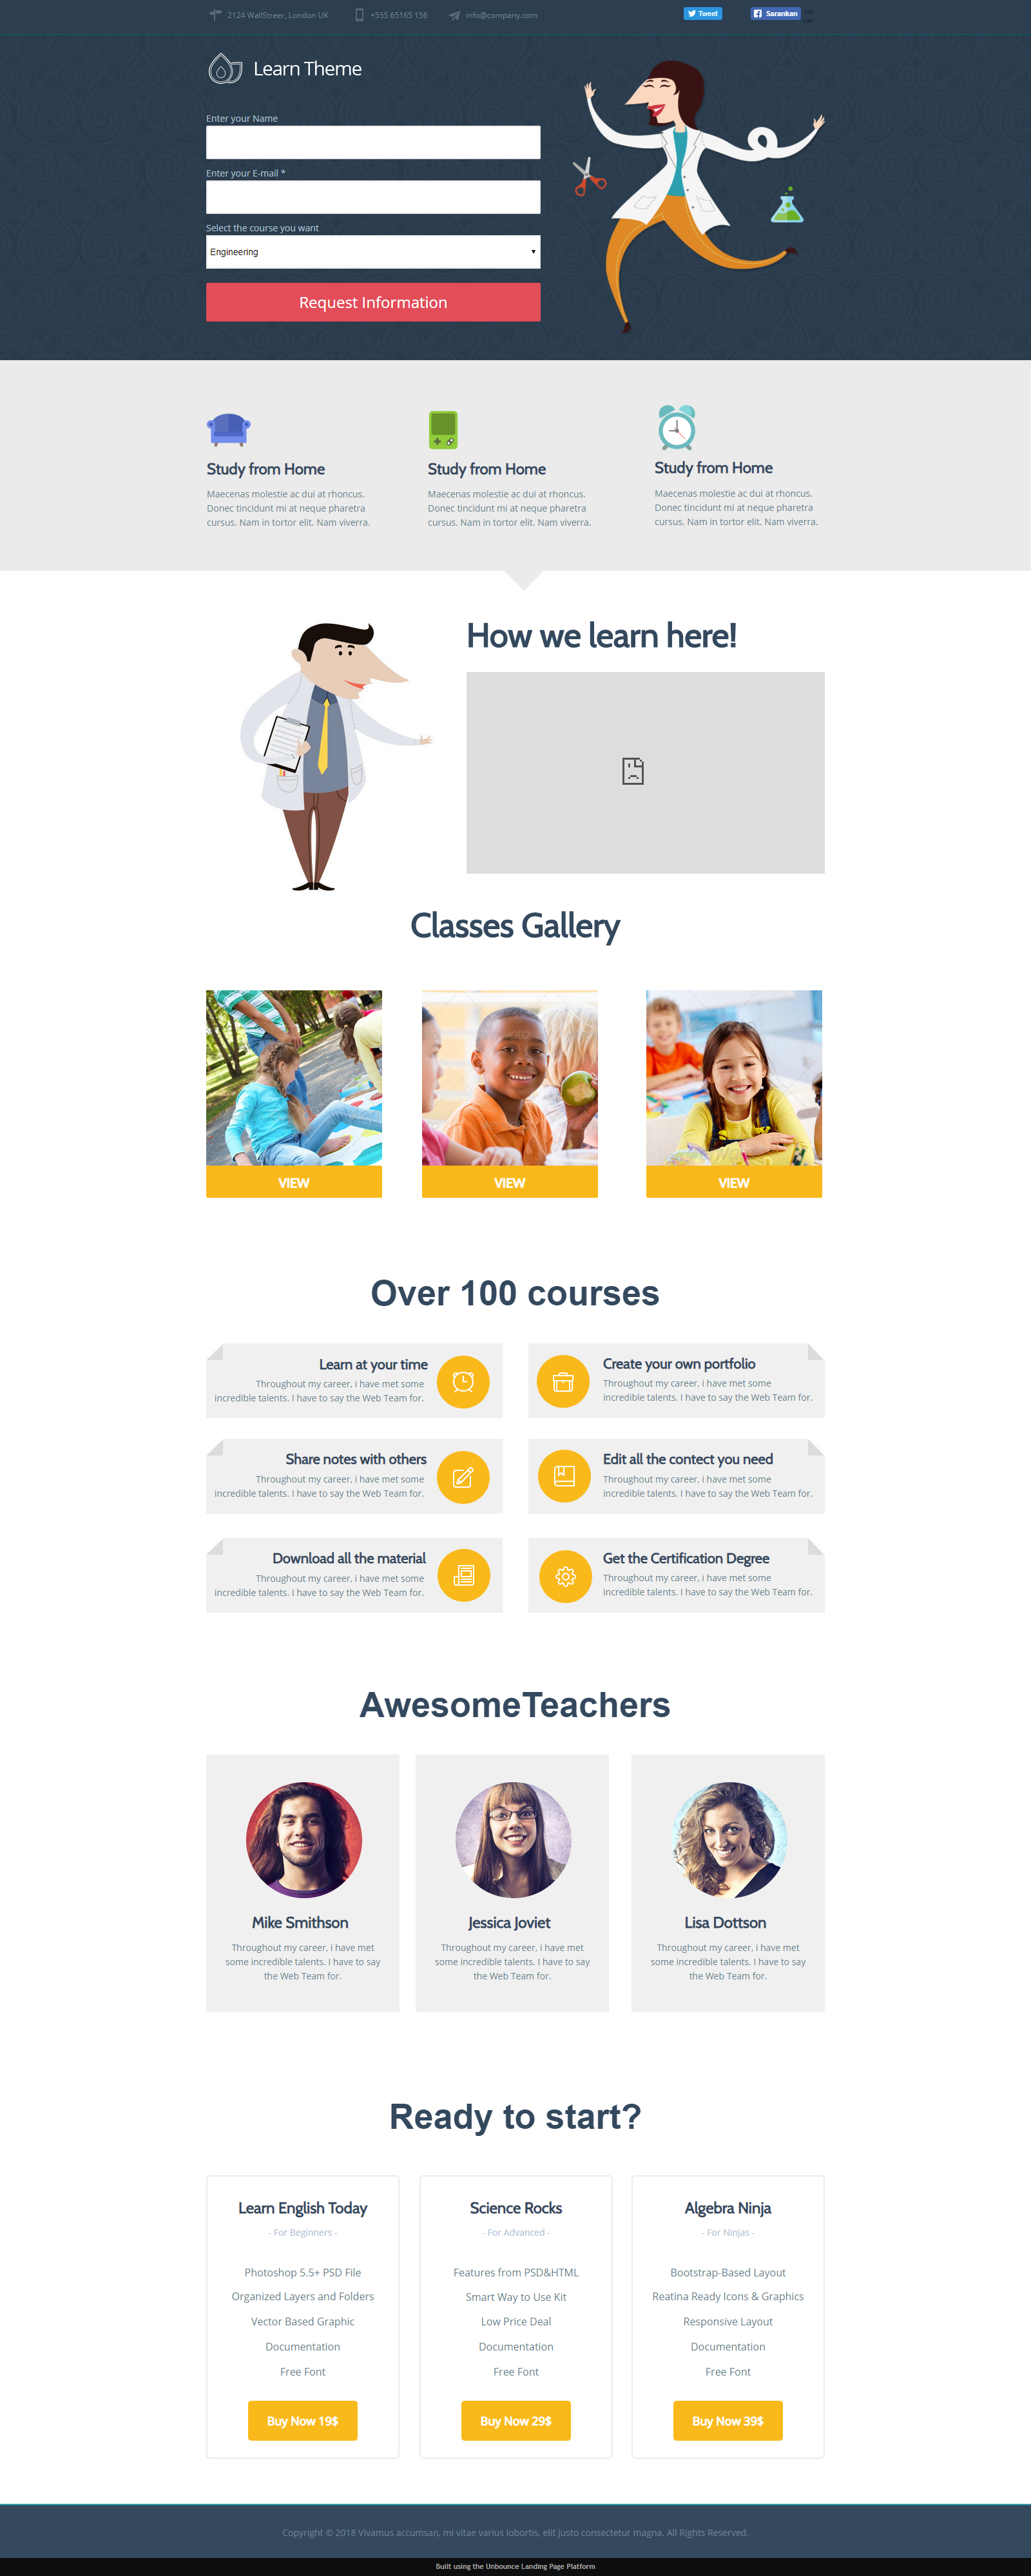 2124 WallStreer, London UK
+555 65165 156
info@company.com
Tweet
Sarankan
Learn Theme
Enter your Name
Enter your E-mail *
Select the course you want
Engineering
Request Information
Study from Home
Maecenas molestie ac dui at rhoncus.
Donec tincidunt mi at neque pharetra
cursus. Nam in tortor elit. Nam viverra.
Study from Home
Maecenas molestie ac dui at rhoncus.
Donec tincidunt mi at neque pharetra
cursus. Nam in tortor elit. Nam viverra.
Study from Home
Maecenas molestie ac dui at rhoncus.
Donec tincidunt mi at neque pharetra
cursus. Nam in tortor elit. Nam viverra.
How we learn here!
Classes Gallery
VIEW
VIEW
VIEW
Over 100 courses
Learn at your time
Throughout my career, i have met some
incredible talents. I have to say the Web Team for.
Create your own portfolio
Throughout my career, i have met some
incredible talents. I have to say the Web Team for.
Share notes with others
Throughout my career, i have met some
incredible talents. I have to say the Web Team for.
Edit all the contect you need
Throughout my career, i have met some
incredible talents. I have to say the Web Team for.
Download all the material
Throughout my career, i have met some
incredible talents. I have to say the Web Team for.
Get the Certification Degree
Throughout my career, i have met some
incredible talents. I have to say the Web Team for.
AwesomeTeachers
Mike Smithson
Throughout my career, i have met
some incredible talents. I have to say
the Web Team for.
Jessica Joviet
Throughout my career, i have met
some incredible talents. I have to say
the Web Team for.
Lisa Dottson
Throughout my career, i have met
some incredible talents. I have to say
the Web Team for.
Ready to start?
Learn English Today
- For Beginners -
Photoshop 5.5+ PSD File
Organized Layers and Folders
Vector Based Graphic
Documentation
Free Font
Buy Now 19$
Science Rocks
- For Advanced -
Features from PSD&HTML
Smart Way to Use Kit
Low Price Deal
Documentation
Free Font
Buy Now 29$
Algebra Ninja
- For Ninjas -
Bootstrap-Based Layout
Reatina Ready Icons & Graphics
Responsive Layout
Documentation
Free Font
Buy Now 39$
Copyright © 2018 Vivamus accumsan, mi vitae varius lobortis, elit justo consectetur magna. All Rights Reserved.
Built using the Unbounce Landing Page Platform